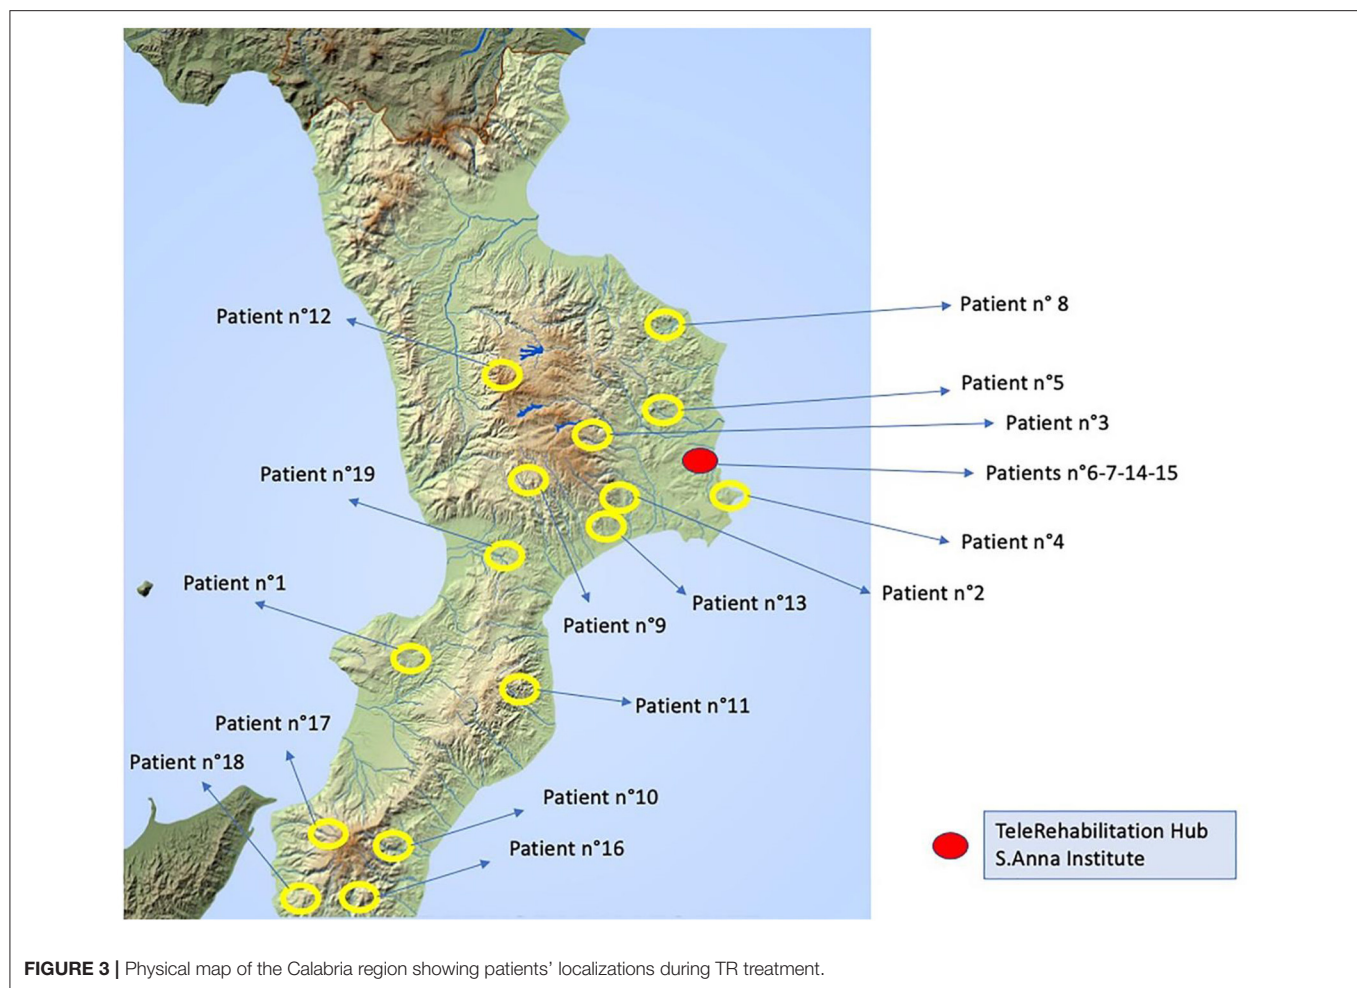 Patient n° 8
Patient n°12
Patient n°5
Patient n°3
Patient n°19
Patients n°6-7-14-15
Patient n°4
Patient n°1
Patient n°2
Patient n°13
Patient n°9
Patient n°11
Patient n°17
Patient n°18
Patient n°10
Patient n°16
TeleRehabilitation Hub
S.Anna Institute
FIGURE 3 | Physical map of the Calabria region showing patients' localizations during TR treatment.